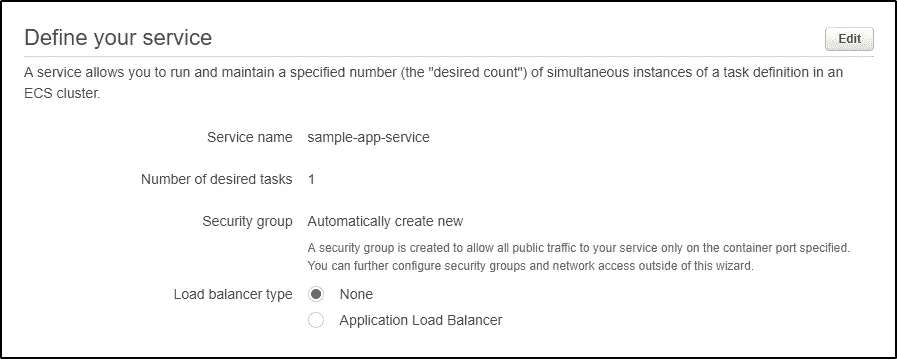 Define your service
Edit
A service allows you to run and maintain a specified number (the "desired count") of simultaneous instances of a task definition in an
ECS cluster.
Service name sample-app-service
Number of desired tasks 1
Security group Automatically create new
A security group is created to allow all public traffic to your service only on the container port specified.
You can further configure security groups and network access outside of this wizard.
Load balancer type None
Application Load Balancer